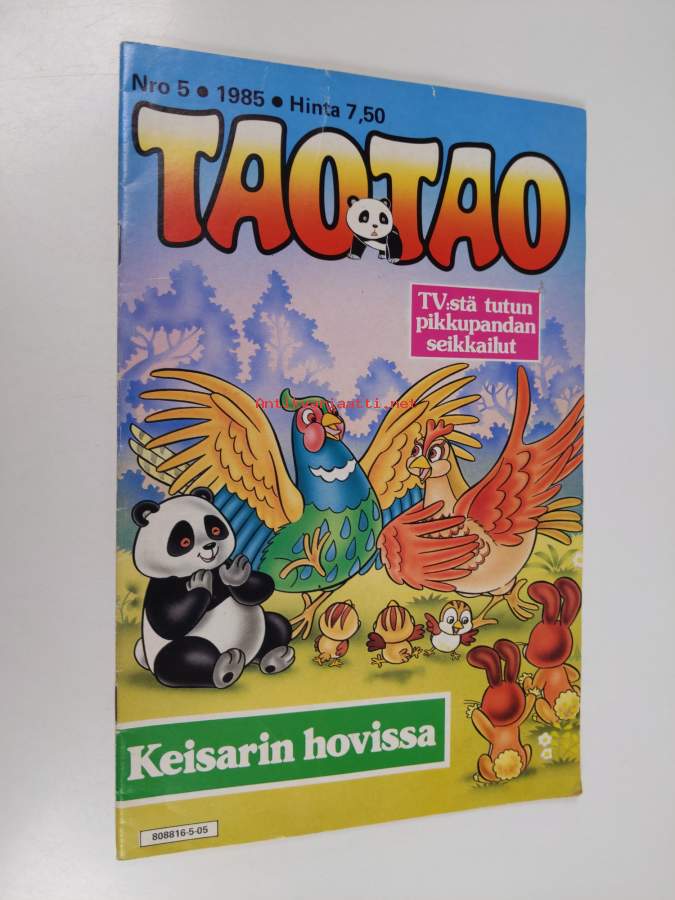 Nro 5 • 1985 • Hinta 7,50
TAOTAO
TV:stä tutun
pikkupandan
seikkailut
Antikvariaatti.net
Keisarin hovissa
808816-5-05